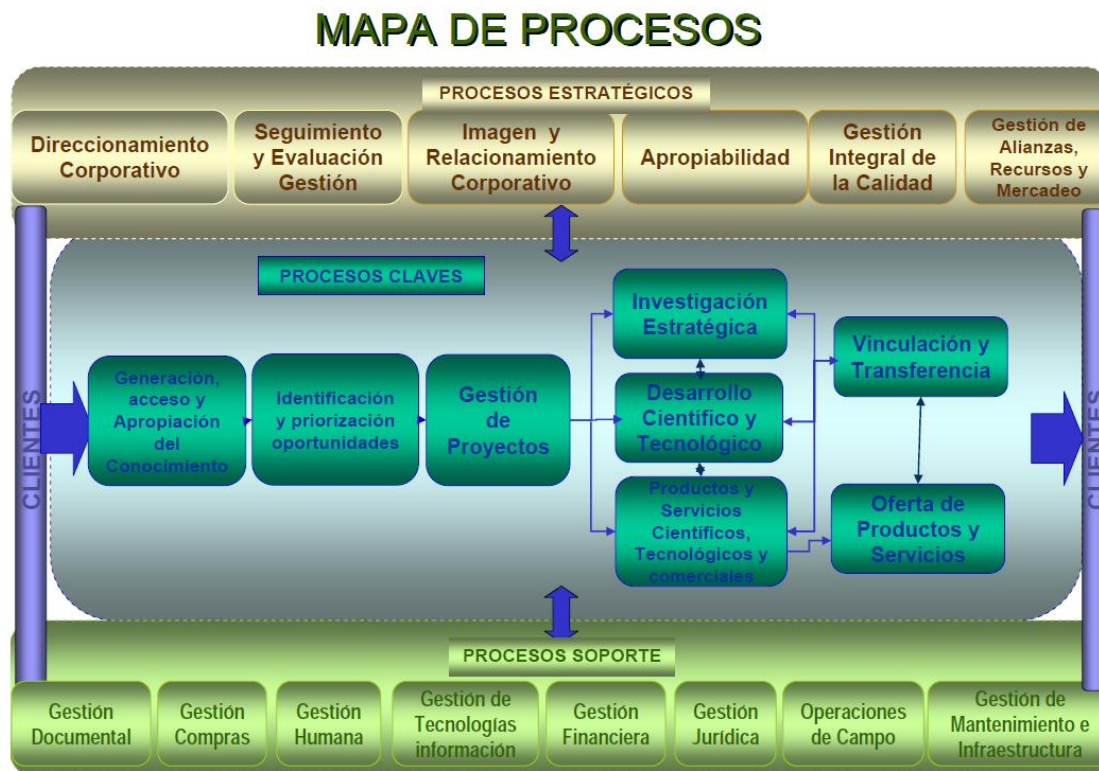 MAPA DE PROCESOS
PROCESOS ESTRATÉGICOS
Direccionamiento
Corporativo
Seguimiento
y Evaluación
Gestión
Imagen y
Relacionamiento
Corporativo
Apropiabilidad
Gestión
Integral de
la Calidad
Gestión de
Alianzas,
Recursos y
Mercadeo
PROCESOS CLAVES
CLIENTES
Generación,
acceso y
Apropiación
del
Conocimiento
Identificación
y priorización
oportunidades
Gestión
de
Proyectos
Investigación
Estratégica
Desarrollo
Científico y
Tecnológico
Productos y
Servicios
Científicos,
Tecnológicos y
comerciales
Vinculación y
Transferencia
Oferta de
Productos y
Servicios
CLIENTES
PROCESOS SOPORTE
Gestión
Documental
Gestión
Compras
Gestión
Humana
Gestión de
Tecnologías
información
Gestión
Financiera
Gestión
Jurídica
Operaciones
de Campo
Gestión de
Mantenimiento e
Infraestructura